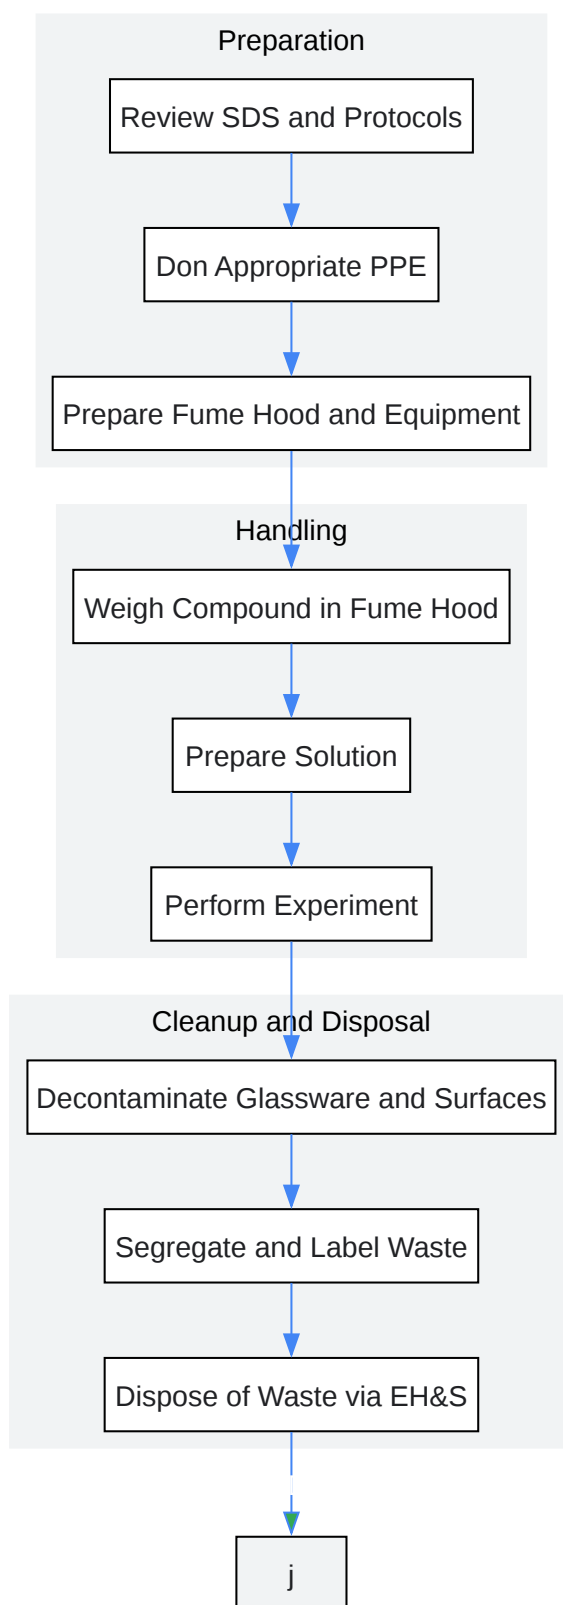 Preparation
Review SDS and Protocols
Don Appropriate PPE
Prepare Fume Hood and Equipment
Handling
Weigh Compound in Fume Hood
Prepare Solution
Perform Experiment
Cleanup and Disposal
Decontaminate Glassware and Surfaces
Segregate and Label Waste
Dispose of Waste via EH&S
j